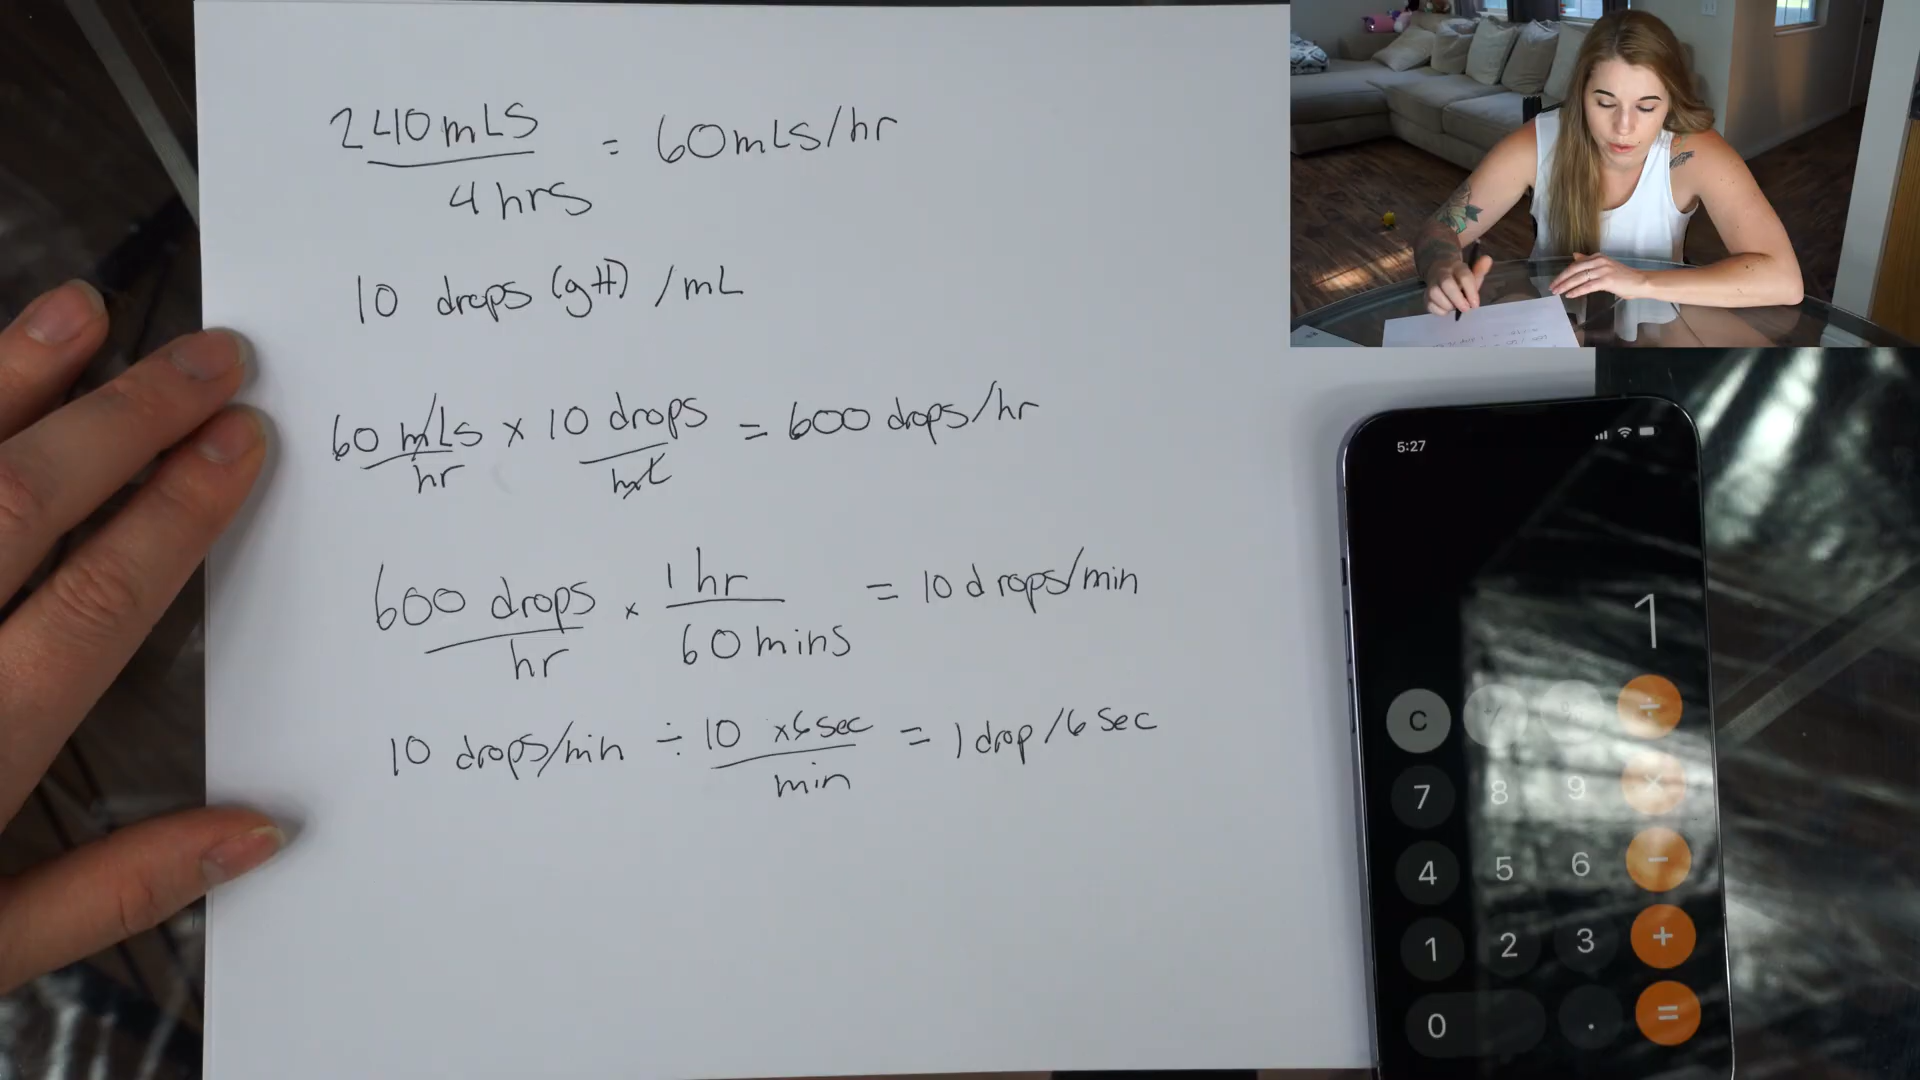 240 mLs / 4 hrs = 60 mLs/hr
10 drops (gtt) /mL
60 mLs / hr x 10 drops / mL = 600 drops/hr
600 drops / hr x 1 hr / 60 mins = 10 drops/min
10 drops/min ÷ 10 x6 sec / min = 1 drop /6 sec
5:27
1
C ÷
7 8 9 ×
4 5 6 −
1 2 3 +
0 . =